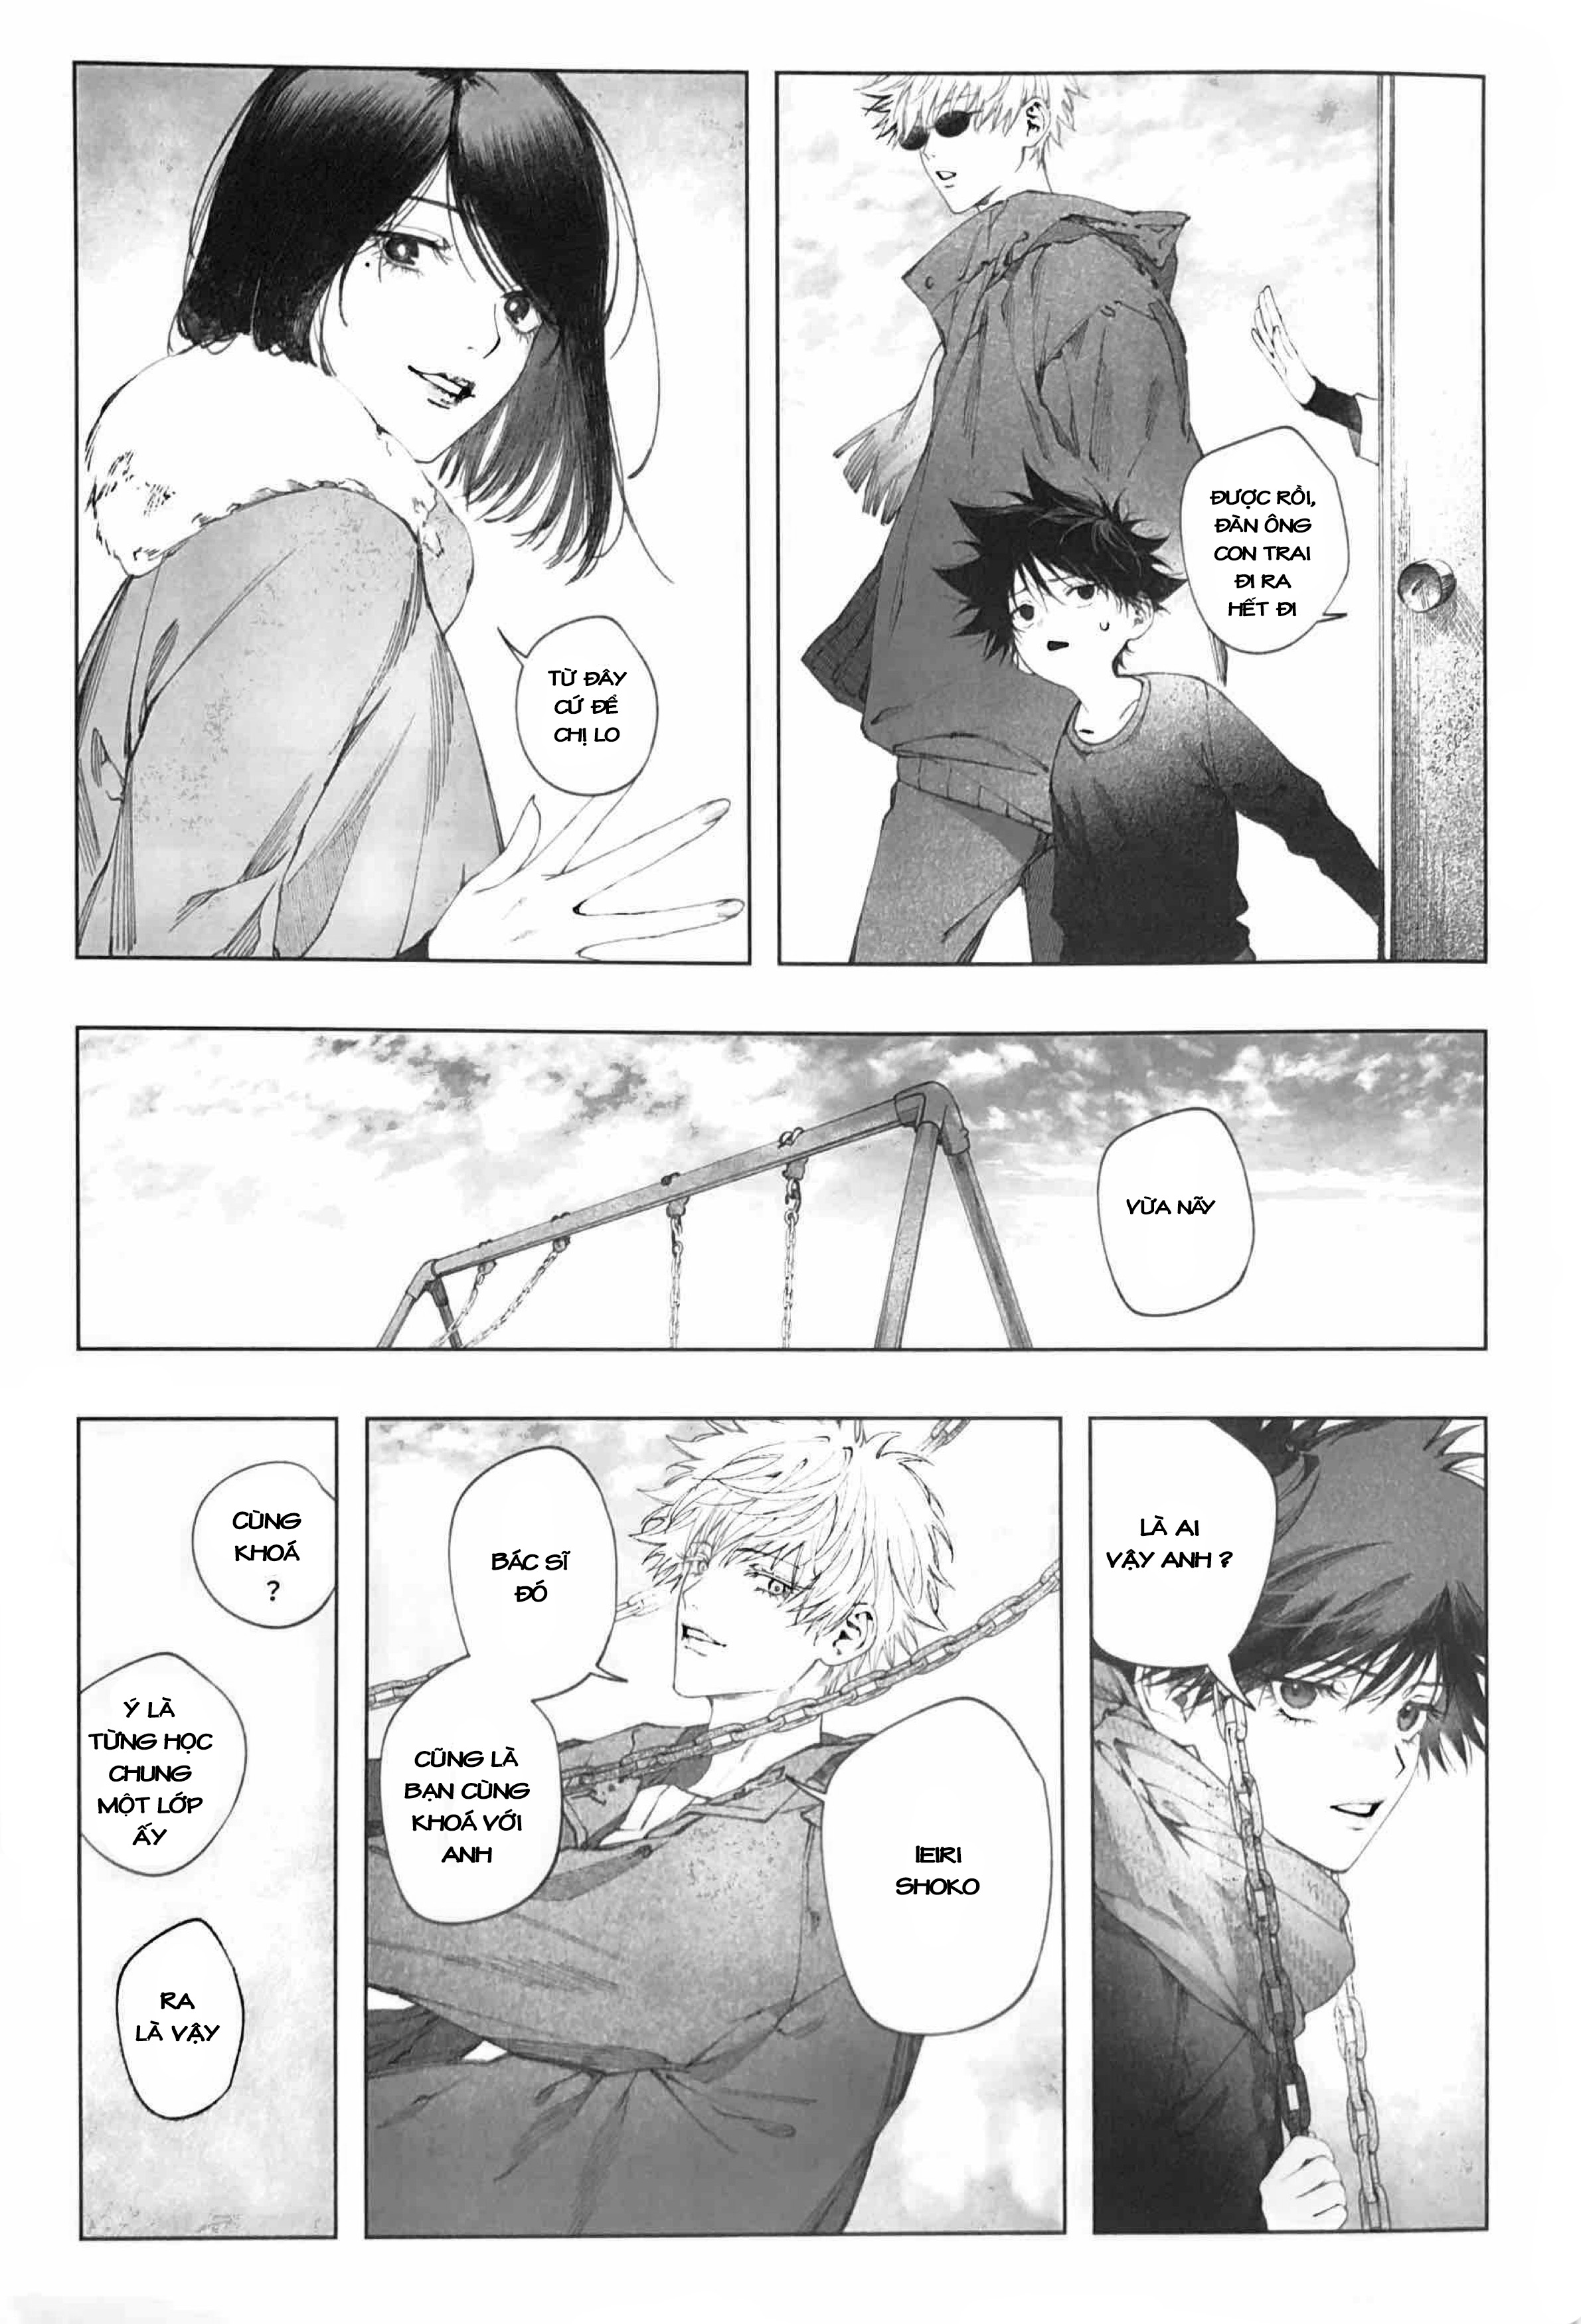 ĐƯỢC RỒI,
ĐÀN ÔNG
CON TRAI
ĐI RA
HẾT ĐI
TỪ ĐÂY
CỨ ĐỂ
CHỊ LO
VỪA NÃY
LÀ AI
VẬY ANH ?
IEIRI
SHOKO
BÁC SĨ
ĐÓ
CŨNG LÀ
BẠN CÙNG
KHOÁ VỚI
ANH
CÙNG
KHOÁ
?
Ý LÀ
TỪNG HỌC
CHUNG
MỘT LỚP
ẤY
RA
LÀ VẬY